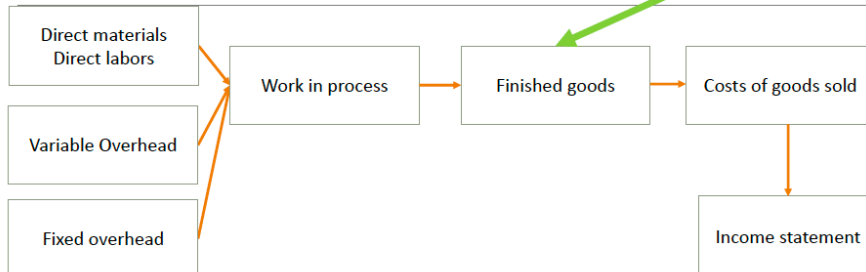 Direct materials
Direct labors
Work in process
Finished goods
Costs of goods sold
Variable Overhead
Fixed overhead
Income statement